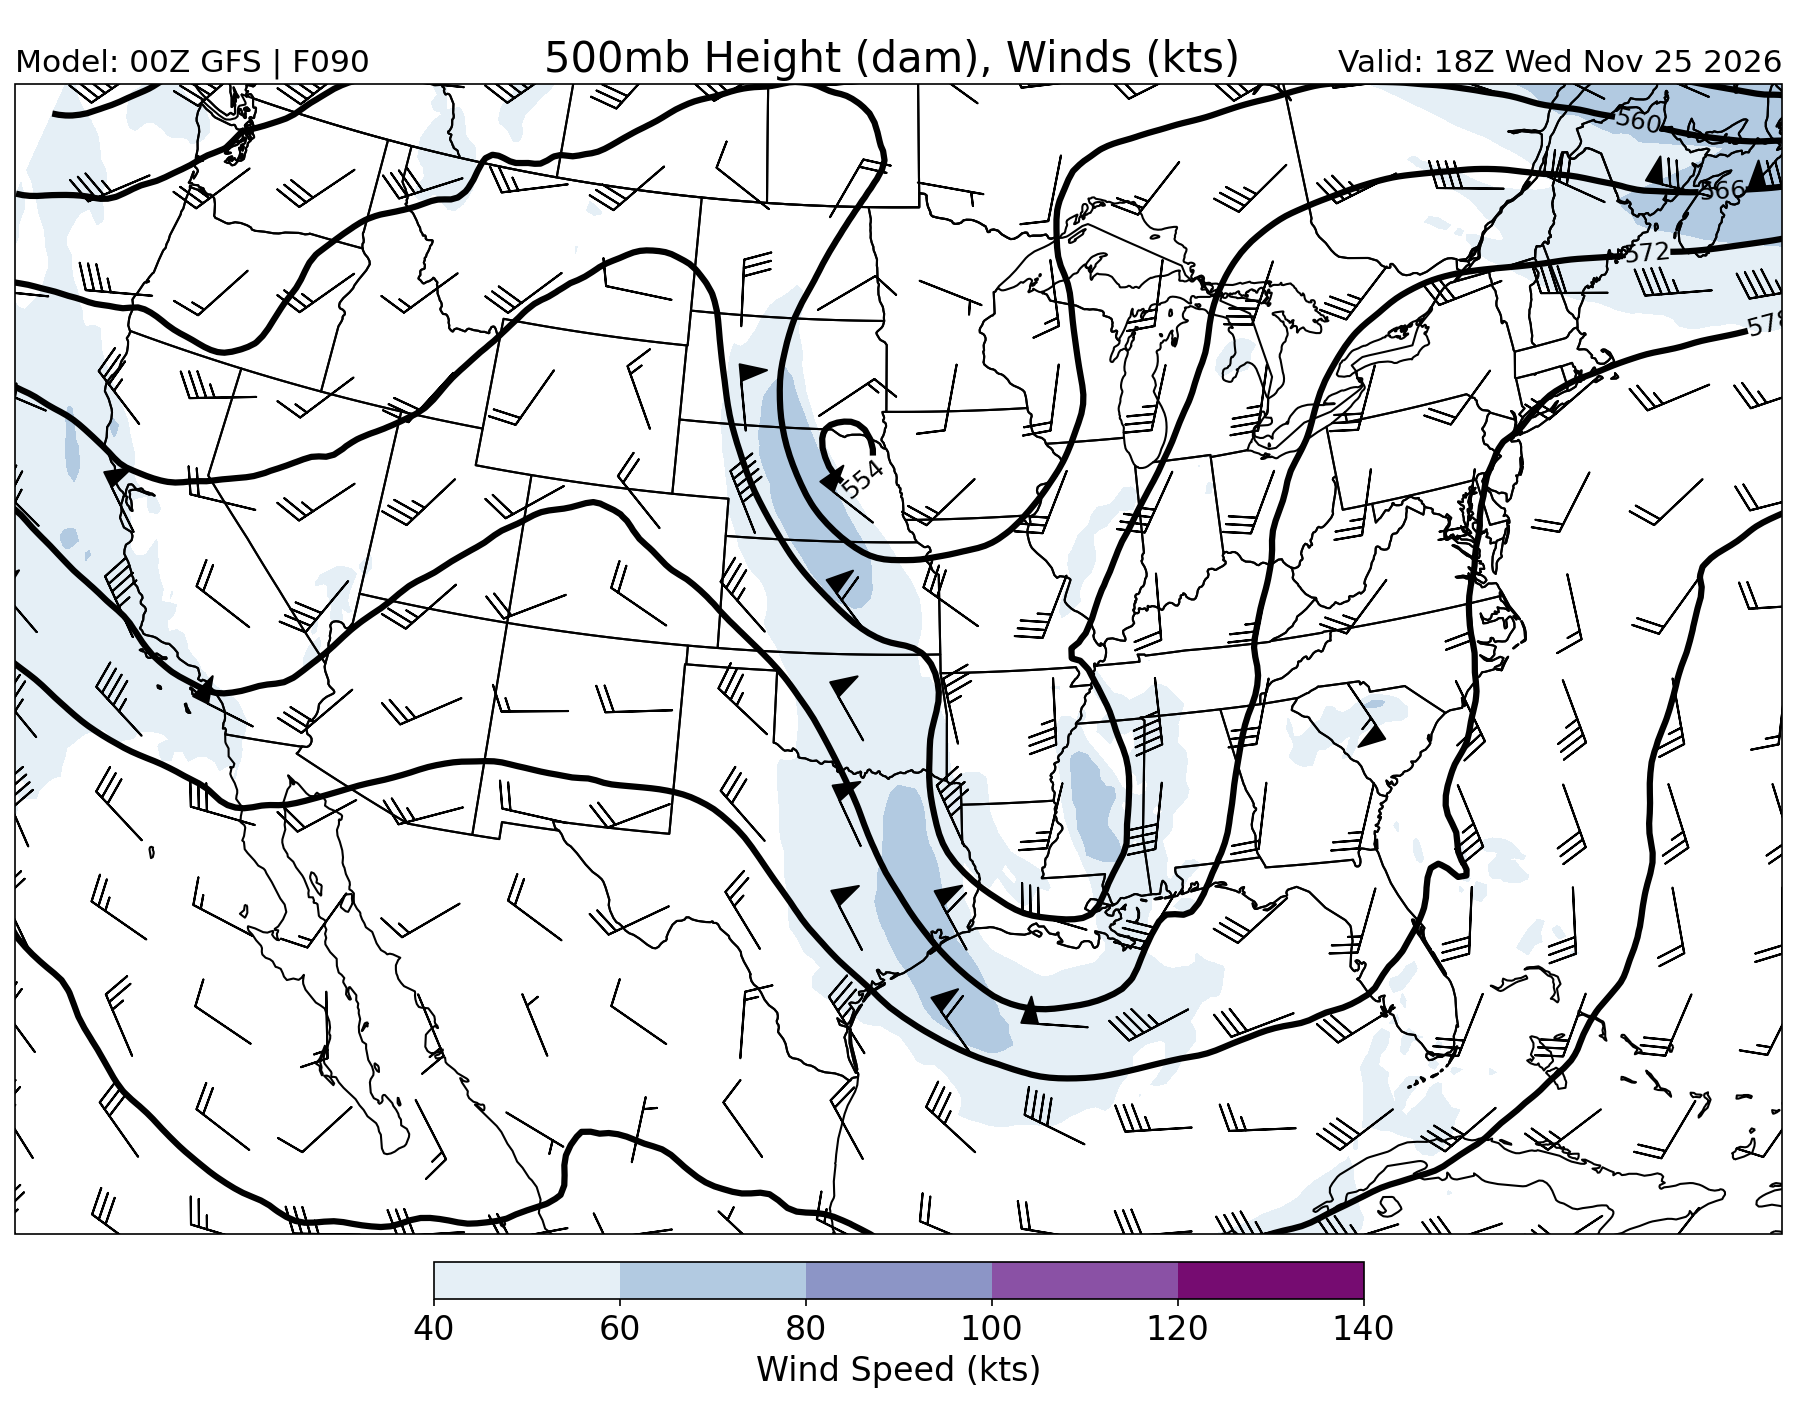 Model: 00Z GFS | F090
500mb Height (dam), Winds (kts)
Valid: 18Z Wed Nov 25 2026
560
566
572
578
554
40 60 80 100 120 140
Wind Speed (kts)